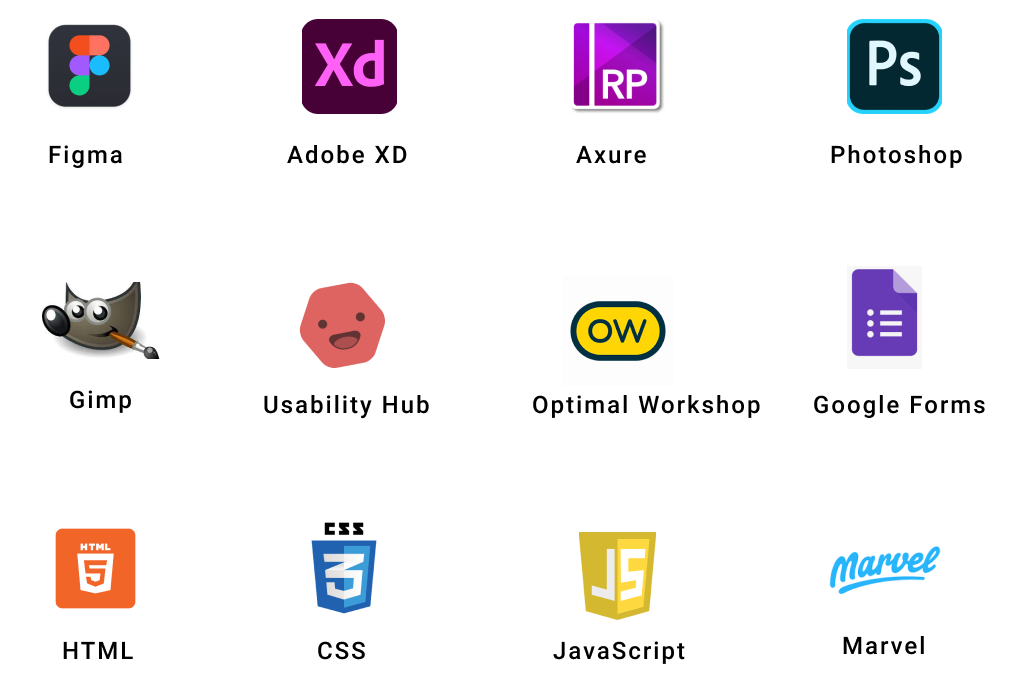 Xd
RP
Ps
Figma
Adobe XD
Axure
Photoshop
OW
Gimp
Usability Hub
Optimal Workshop
Google Forms
HTML
5
CSS
3
JS
Marvel
HTML
CSS
JavaScript
Marvel